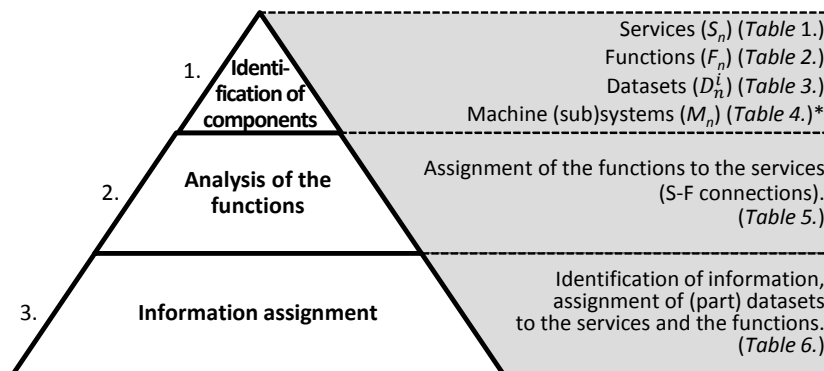 1.
Identi-
fication of
components
Services (Sₙ) (Table 1.)
Functions (Fₙ) (Table 2.)
Datasets (Dₙⁱ) (Table 3.)
Machine (sub)systems (Mₙ) (Table 4.)*
2.
Analysis of the
functions
Assignment of the functions to the services
(S-F connections).
(Table 5.)
3.
Information assignment
Identification of information,
assignment of (part) datasets
to the services and the functions.
(Table 6.)